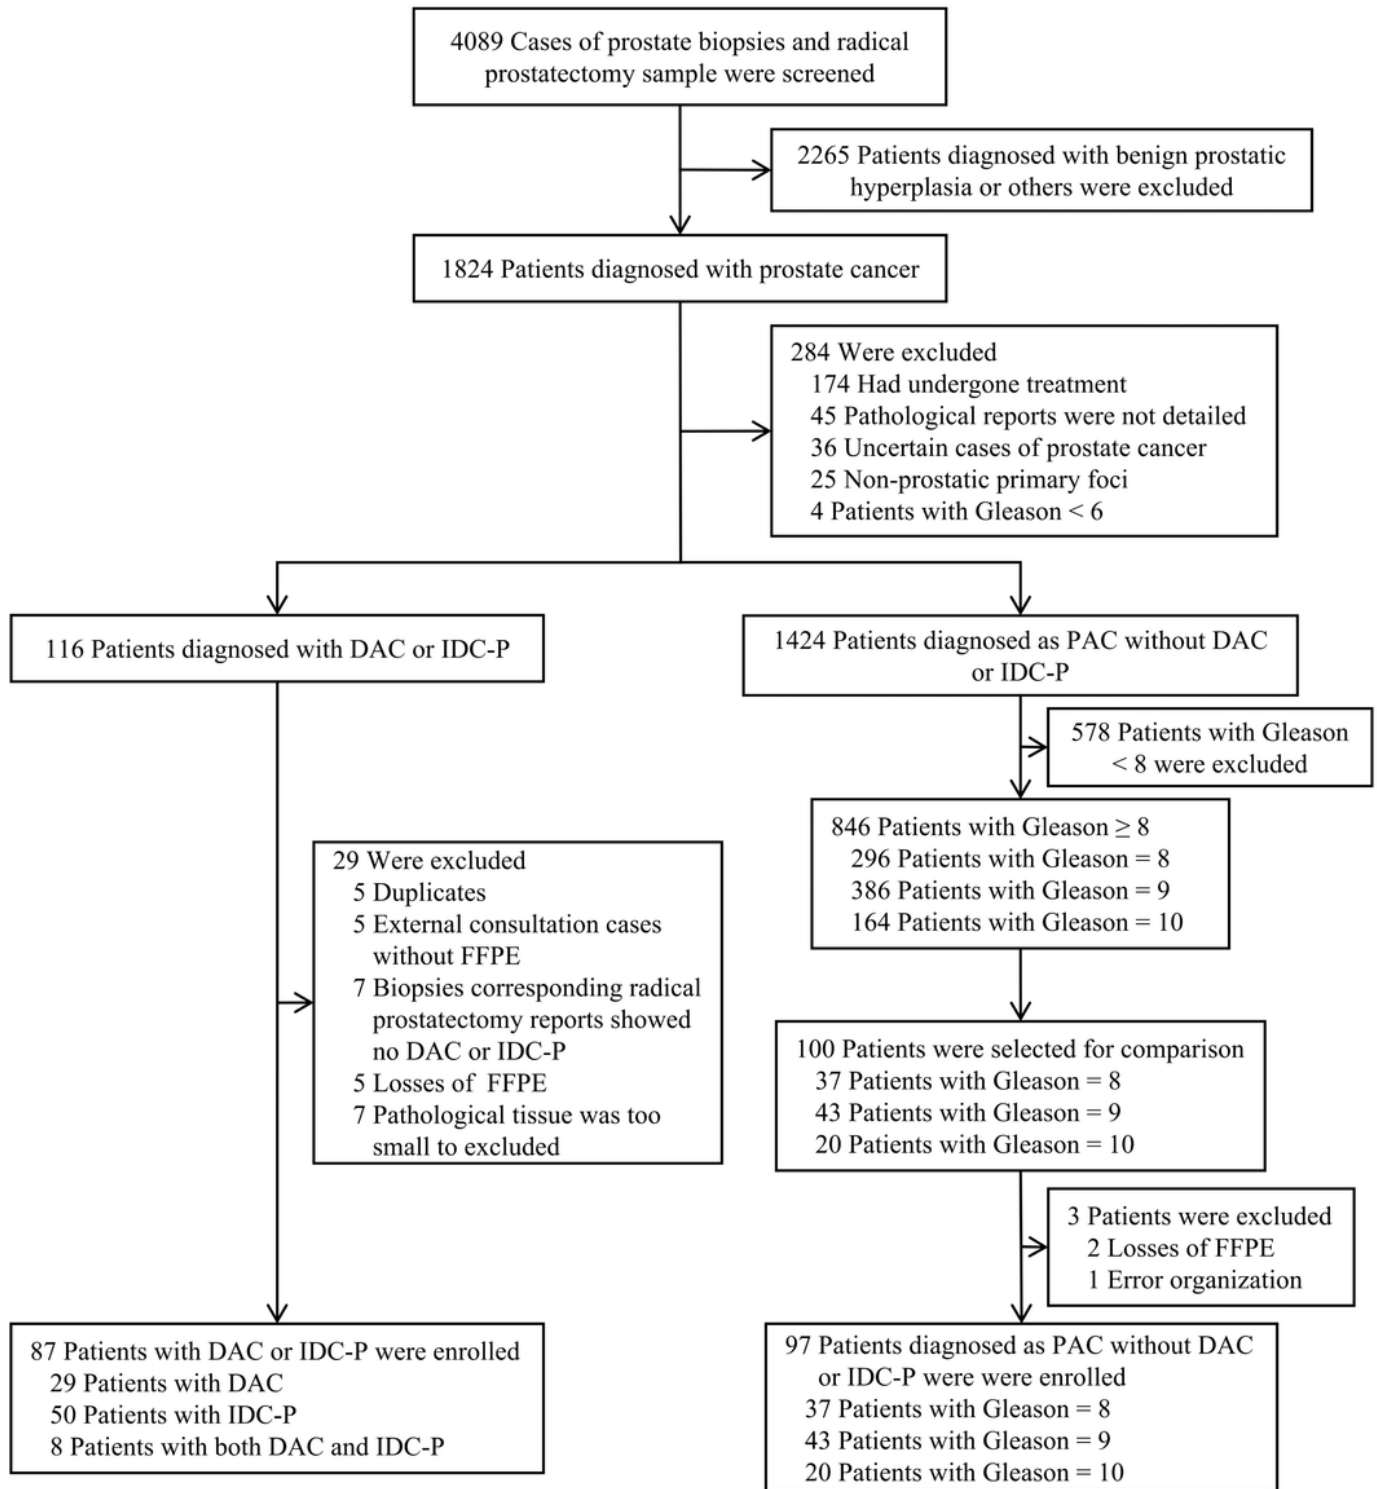 4089 Cases of prostate biopsies and radical
prostatectomy sample were screened
2265 Patients diagnosed with benign prostatic
hyperplasia or others were excluded
1824 Patients diagnosed with prostate cancer
284 Were excluded
174 Had undergone treatment
45 Pathological reports were not detailed
36 Uncertain cases of prostate cancer
25 Non-prostatic primary foci
4 Patients with Gleason < 6
116 Patients diagnosed with DAC or IDC-P
1424 Patients diagnosed as PAC without DAC
or IDC-P
578 Patients with Gleason
< 8 were excluded
846 Patients with Gleason ≥ 8
296 Patients with Gleason = 8
386 Patients with Gleason = 9
164 Patients with Gleason = 10
29 Were excluded
5 Duplicates
5 External consultation cases
without FFPE
7 Biopsies corresponding radical
prostatectomy reports showed
no DAC or IDC-P
5 Losses of FFPE
7 Pathological tissue was too
small to excluded
100 Patients were selected for comparison
37 Patients with Gleason = 8
43 Patients with Gleason = 9
20 Patients with Gleason = 10
3 Patients were excluded
2 Losses of FFPE
1 Error organization
87 Patients with DAC or IDC-P were enrolled
29 Patients with DAC
50 Patients with IDC-P
8 Patients with both DAC and IDC-P
97 Patients diagnosed as PAC without DAC
or IDC-P were were enrolled
37 Patients with Gleason = 8
43 Patients with Gleason = 9
20 Patients with Gleason = 10